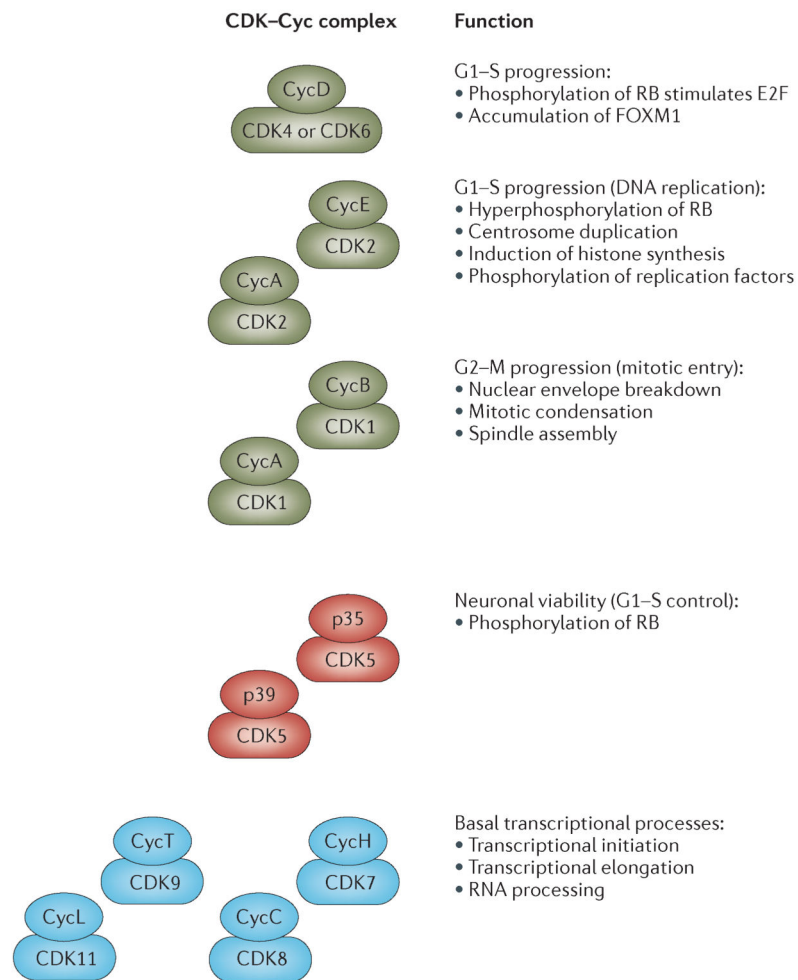 CDK–Cyc complex
Function
CycD
CDK4 or CDK6
G1–S progression:
• Phosphorylation of RB stimulates E2F
• Accumulation of FOXM1
CycE
CDK2
CycA
CDK2
G1–S progression (DNA replication):
• Hyperphosphorylation of RB
• Centrosome duplication
• Induction of histone synthesis
• Phosphorylation of replication factors
CycB
CDK1
CycA
CDK1
G2–M progression (mitotic entry):
• Nuclear envelope breakdown
• Mitotic condensation
• Spindle assembly
p35
CDK5
p39
CDK5
Neuronal viability (G1–S control):
• Phosphorylation of RB
CycT
CDK9
CycH
CDK7
CycL
CDK11
CycC
CDK8
Basal transcriptional processes:
• Transcriptional initiation
• Transcriptional elongation
• RNA processing